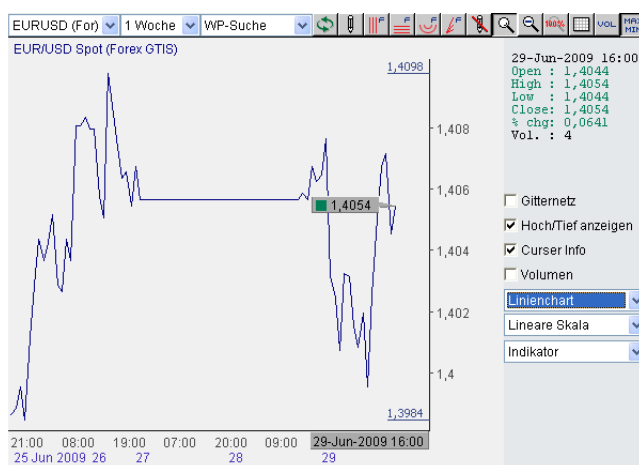 EURUSD (For) 1 Woche WP-Suche F F F F 100% VOL MAX MIN
EUR/USD Spot (Forex GTIS)
29-Jun-2009 16:00
Open : 1,4044
High : 1,4054
Low : 1,4044
Close: 1,4054
% chg: 0,0641
Vol. : 4
1,4098
1,408
1,406
1,4054
1,404
1,402
1,4
1,3984
Gitternetz
Hoch/Tief anzeigen
Curser Info
Volumen
Linienchart
Lineare Skala
Indikator
21:00 08:00 19:00 07:00 20:00 09:00 29-Jun-2009 16:00
25 Jun 2009 26 27 28 29